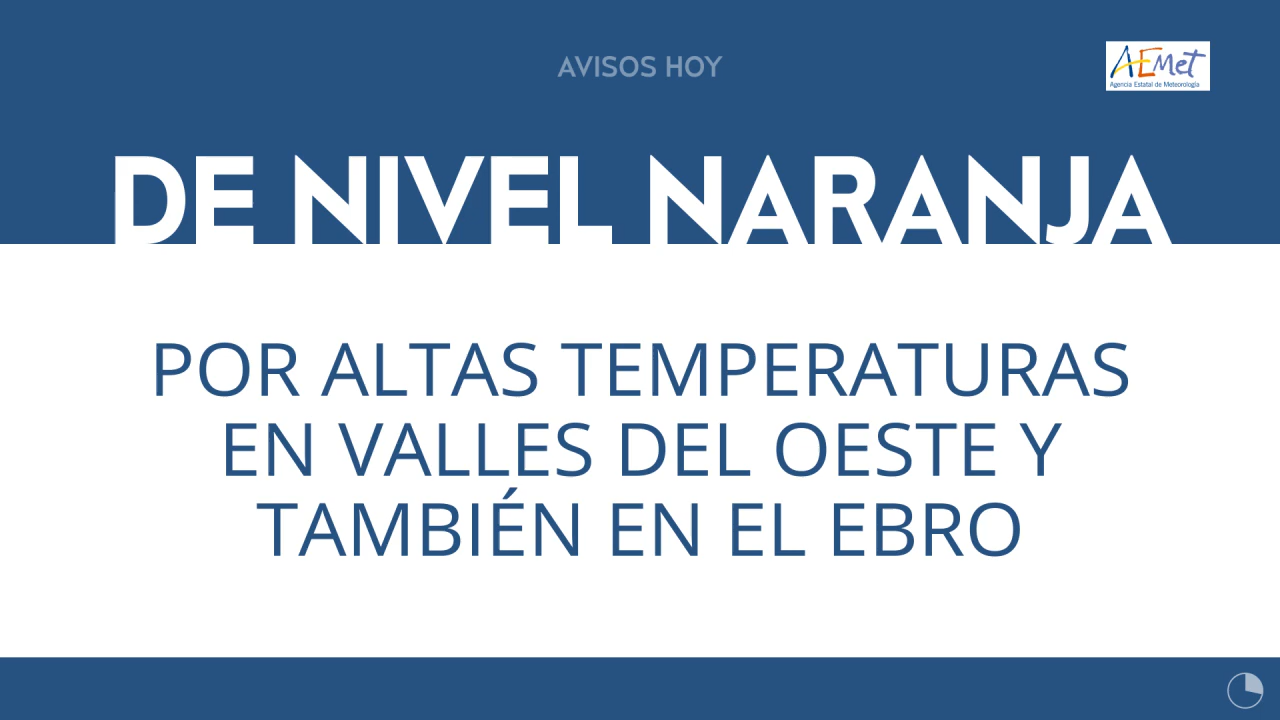 AVISOS HOY
AEMet
Agencia Estatal de Meteorología
DE NIVEL NARANJA
POR ALTAS TEMPERATURAS
EN VALLES DEL OESTE Y
TAMBIÉN EN EL EBRO